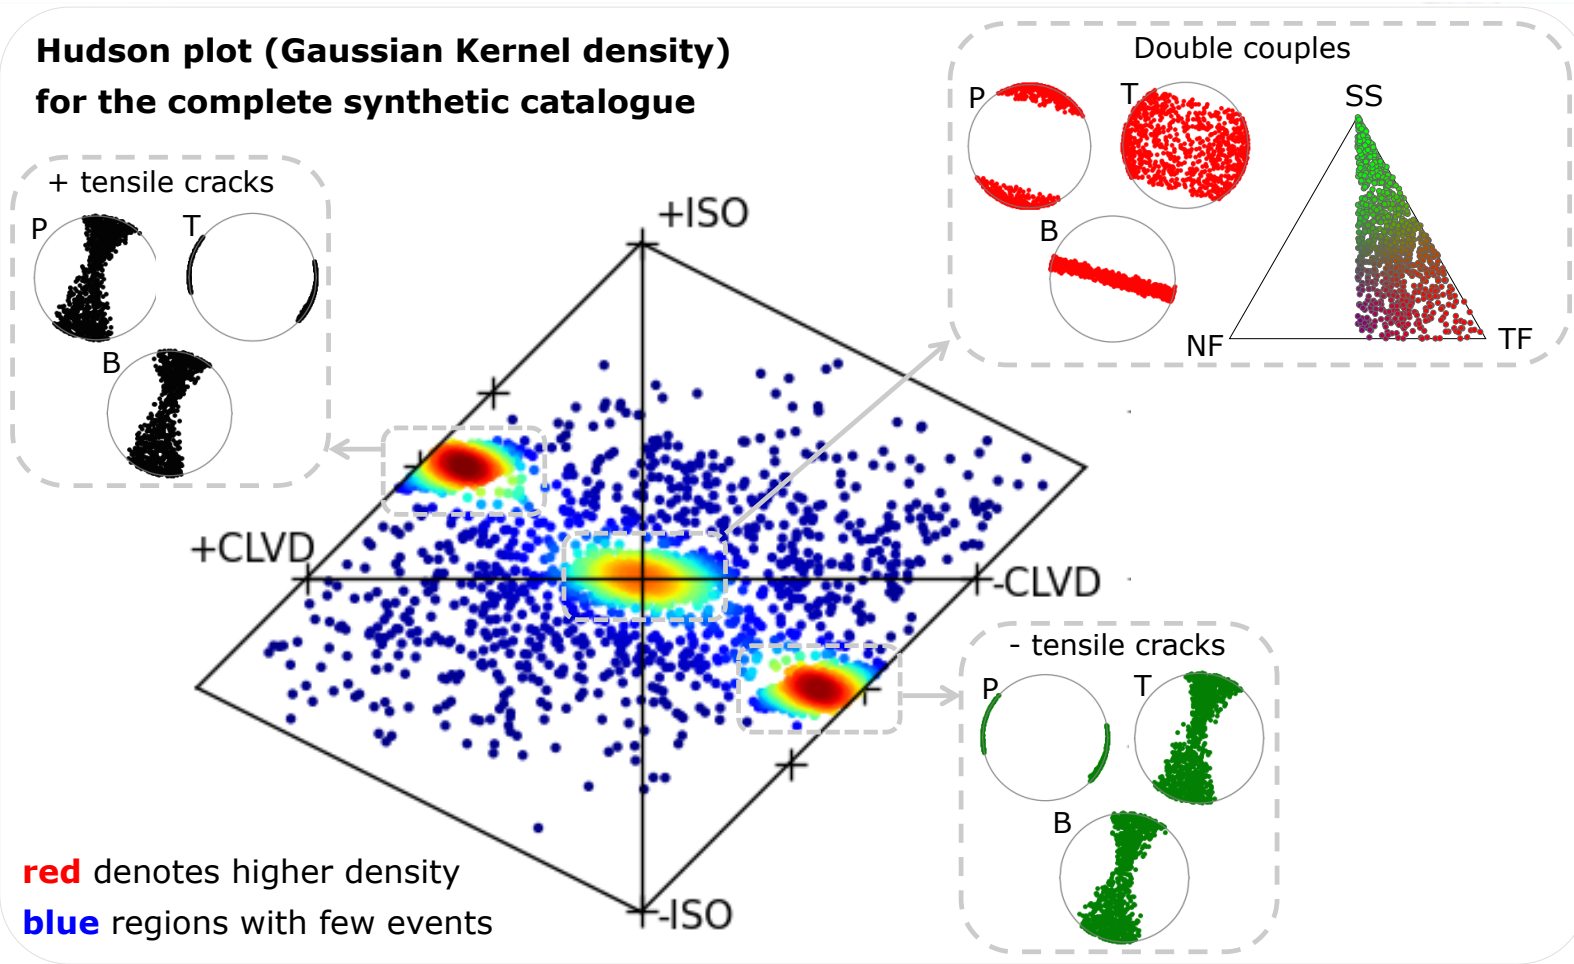 Hudson plot (Gaussian Kernel density)
for the complete synthetic catalogue
+ tensile cracks
P
T
B
Double couples
P
T
B
SS
NF
TF
+ISO
+CLVD
-CLVD
-ISO
- tensile cracks
P
T
B
red denotes higher density
blue regions with few events